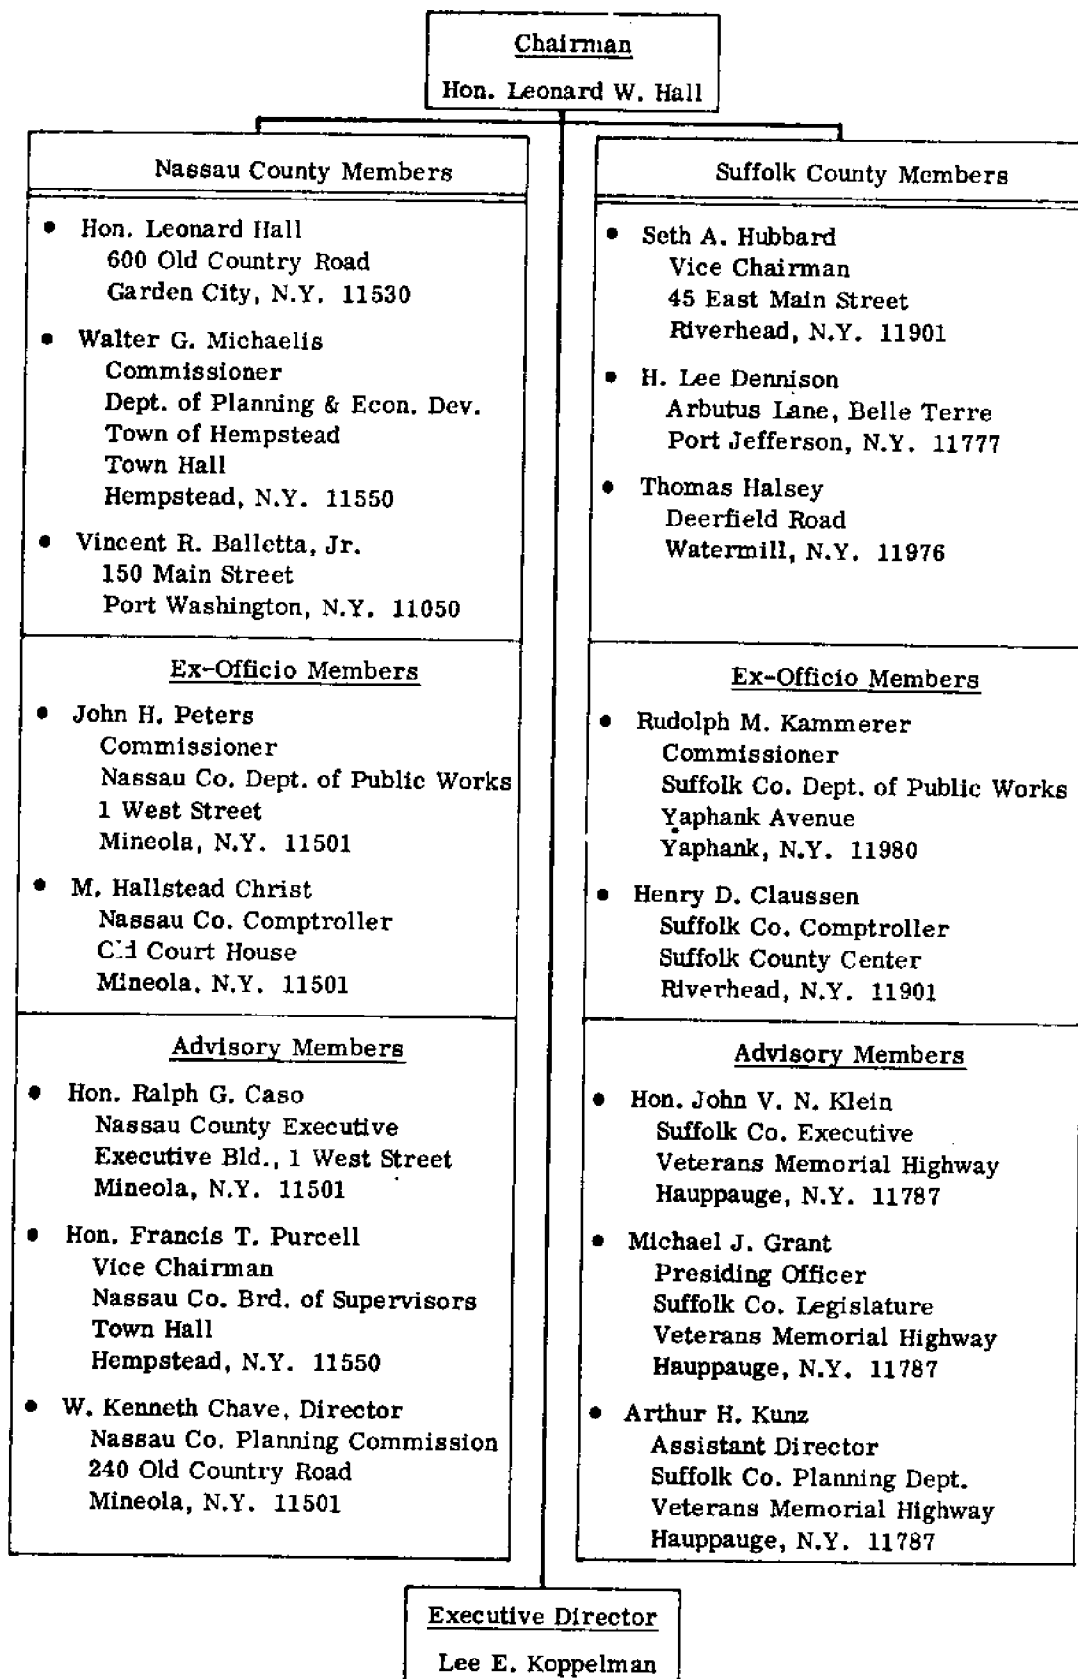 Chairman
Hon. Leonard W. Hall
Nassau County Members
• Hon. Leonard Hall
600 Old Country Road
Garden City, N.Y. 11530
• Walter G. Michaelis
Commissioner
Dept. of Planning & Econ. Dev.
Town of Hempstead
Town Hall
Hempstead, N.Y. 11550
• Vincent R. Balletta, Jr.
150 Main Street
Port Washington, N.Y. 11050
Ex-Officio Members
• John H. Peters
Commissioner
Nassau Co. Dept. of Public Works
1 West Street
Mineola, N.Y. 11501
• M. Hallstead Christ
Nassau Co. Comptroller
Court House
Mineola, N.Y. 11501
Advisory Members
• Hon. Ralph G. Caso
Nassau County Executive
Executive Bld., 1 West Street
Mineola, N.Y. 11501
• Hon. Francis T. Purcell
Vice Chairman
Nassau Co. Brd. of Supervisors
Town Hall
Hempstead, N.Y. 11550
• W. Kenneth Chave, Director
Nassau Co. Planning Commission
240 Old Country Road
Mineola, N.Y. 11501
Suffolk County Members
• Seth A. Hubbard
Vice Chairman
45 East Main Street
Riverhead, N.Y. 11901
• H. Lee Dennison
Arbutus Lane, Belle Terre
Port Jefferson, N.Y. 11777
• Thomas Halsey
Deerfield Road
Watermill, N.Y. 11976
Ex-Officio Members
• Rudolph M. Kammerer
Commissioner
Suffolk Co. Dept. of Public Works
Yaphank Avenue
Yaphank, N.Y. 11980
• Henry D. Claussen
Suffolk Co. Comptroller
Suffolk County Center
Riverhead, N.Y. 11901
Advisory Members
• Hon. John V. N. Klein
Suffolk Co. Executive
Veterans Memorial Highway
Hauppauge, N.Y. 11787
• Michael J. Grant
Presiding Officer
Suffolk Co. Legislature
Veterans Memorial Highway
Hauppauge, N.Y. 11787
• Arthur H. Kunz
Assistant Director
Suffolk Co. Planning Dept.
Veterans Memorial Highway
Hauppauge, N.Y. 11787
Executive Director
Lee E. Koppelman